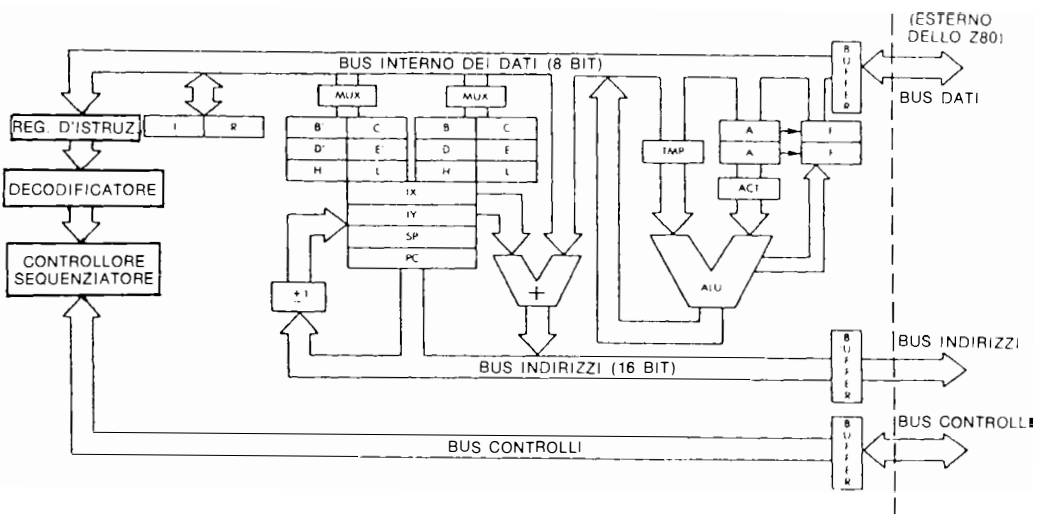 (ESTERNO
DELLO Z80)
BUFFER
BUS INTERNO DEI DATI (8 BIT)
BUS DATI
MUX
MUX
REG. D'ISTRUZ
I
R
B' C
B C
D' E'
D E
H L
H L
A
F
A
F
TMP
ACT
DECODIFICATORE
IX
IY
SP
PC
CONTROLLORE
SEQUENZIATORE
±1
+
ALU
BUFFER
BUS INDIRIZZI
BUS INDIRIZZI (16 BIT)
BUFFER
BUS CONTROLLI
BUS CONTROLLI